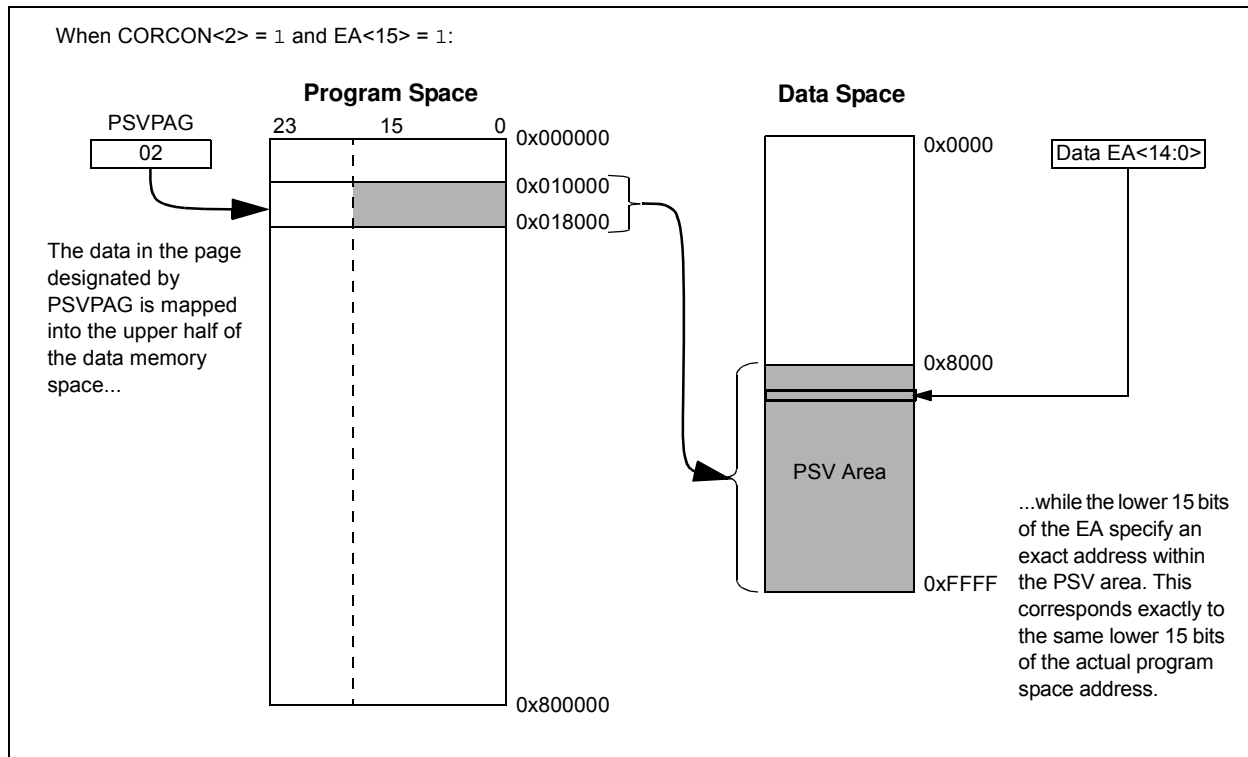 When CORCON<2> = 1 and EA<15> = 1:
Program Space
Data Space
PSVPAG
02
23 15 0
0x000000
0x010000
0x018000
0x800000
The data in the page
designated by
PSVPAG is mapped
into the upper half of
the data memory
space...
0x0000
0x8000
0xFFFF
PSV Area
Data EA<14:0>
...while the lower 15 bits
of the EA specify an
exact address within
the PSV area. This
corresponds exactly to
the same lower 15 bits
of the actual program
space address.